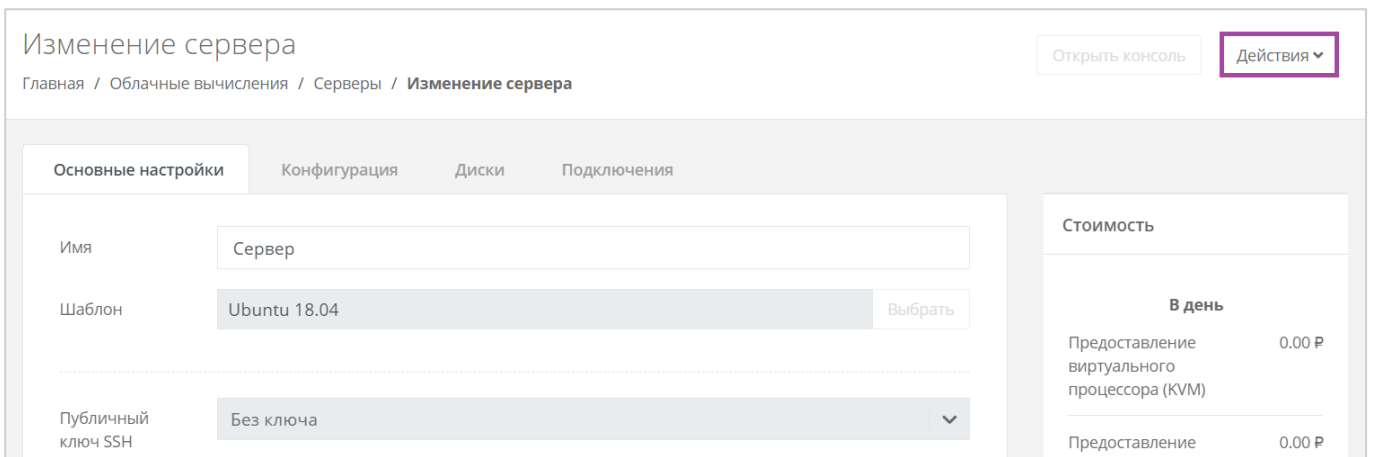 Изменение сервера
Открыть консоль
Действия
Главная / Облачные вычисления / Серверы / Изменение сервера
Основные настройки
Конфигурация
Диски
Подключения
Имя
Сервер
Шаблон
Ubuntu 18.04
Выбрать
Публичный
ключ SSH
Без ключа
Стоимость
В день
Предоставление
виртуального
процессора (KVM)
0.00 ₽
Предоставление
0.00 ₽